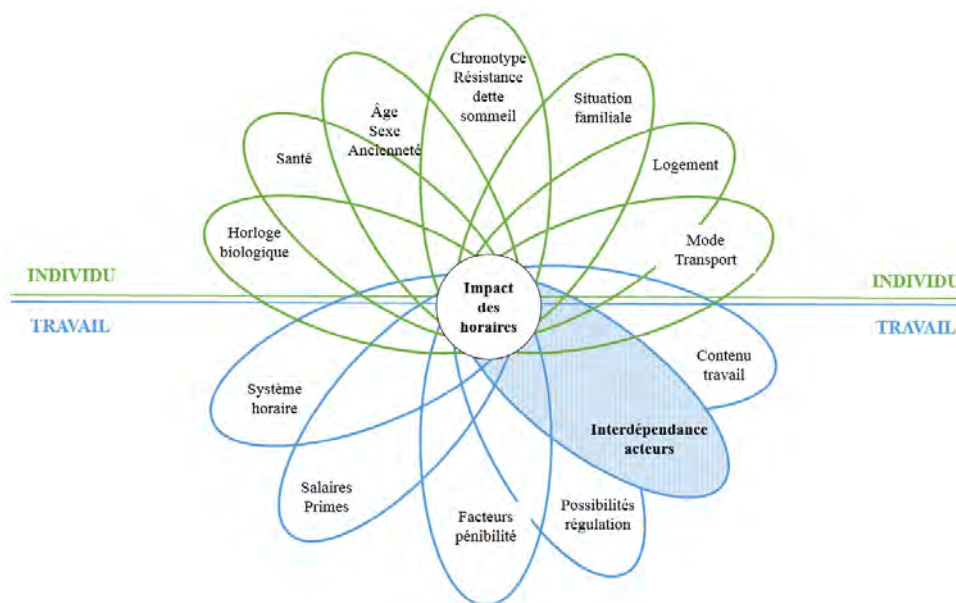 Chronotype
Résistance
dette
sommeil
Âge
Sexe
Ancienneté
Situation
familiale
Santé
Logement
Horloge
biologique
Mode
Transport
INDIVIDU
INDIVIDU
Impact
des
horaires
TRAVAIL
TRAVAIL
Contenu
travail
Système
horaire
Interdépendance
acteurs
Salaires
Primes
Facteurs
pénibilité
Possibilités
régulation